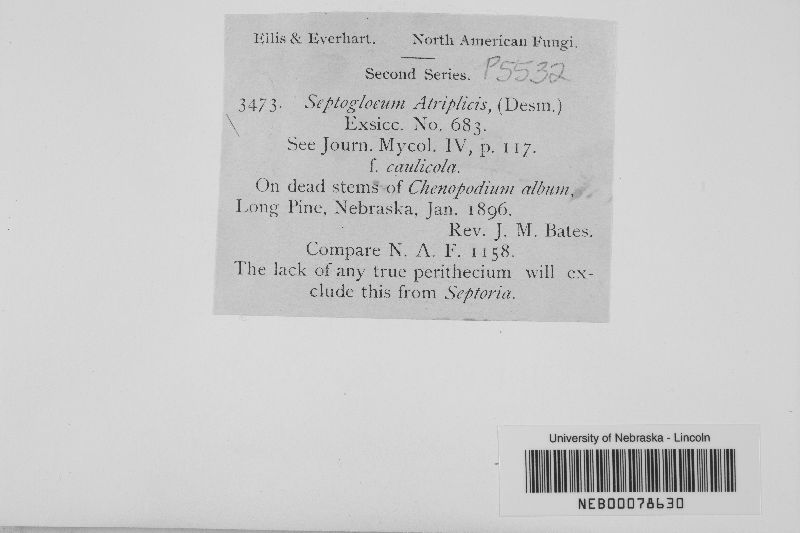 Ellis & Everhart. North American Fungi.
Second Series. P5532
3473. Septogloeum Atriplicis, (Desm.)
Exsicc. No. 683.
See Journ. Mycol. IV, p. 117.
f. caulicola.
On dead stems of Chenopodium album,
Long Pine, Nebraska, Jan. 1896.
Rev. J. M. Bates.
Compare N. A. F. 1158.
The lack of any true perithecium will ex-
clude this from Septoria.
University of Nebraska - Lincoln
NEB00078630